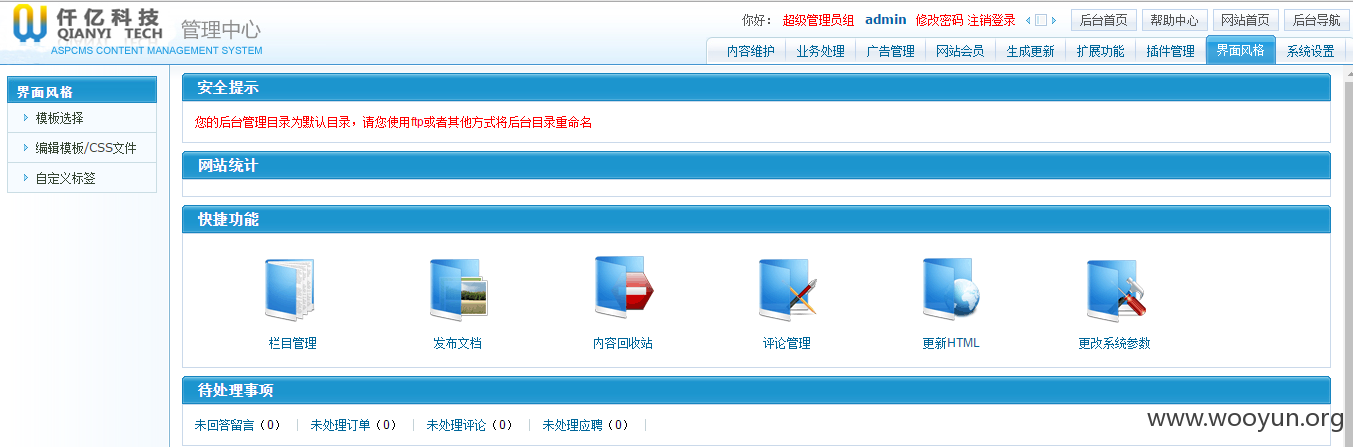 仟亿科技
QIANYI TECH
管理中心
ASPCMS CONTENT MANAGEMENT SYSTEM
你好： 超级管理员组 admin 修改密码 注销登录 后台首页 帮助中心 网站首页 后台导航
内容维护 业务处理 广告管理 网站会员 生成更新 扩展功能 插件管理 界面风格 系统设置
界面风格
模板选择
编辑模板/CSS文件
自定义标签
安全提示
您的后台管理目录为默认目录，请您使用ftp或者其他方式将后台目录重命名
网站统计
快捷功能
栏目管理 发布文档 内容回收站 评论管理 更新HTML 更改系统参数
待处理事项
未回答留言（0） 未处理订单（0） 未处理评论（0） 未处理应聘（0）
www.wooyun.org